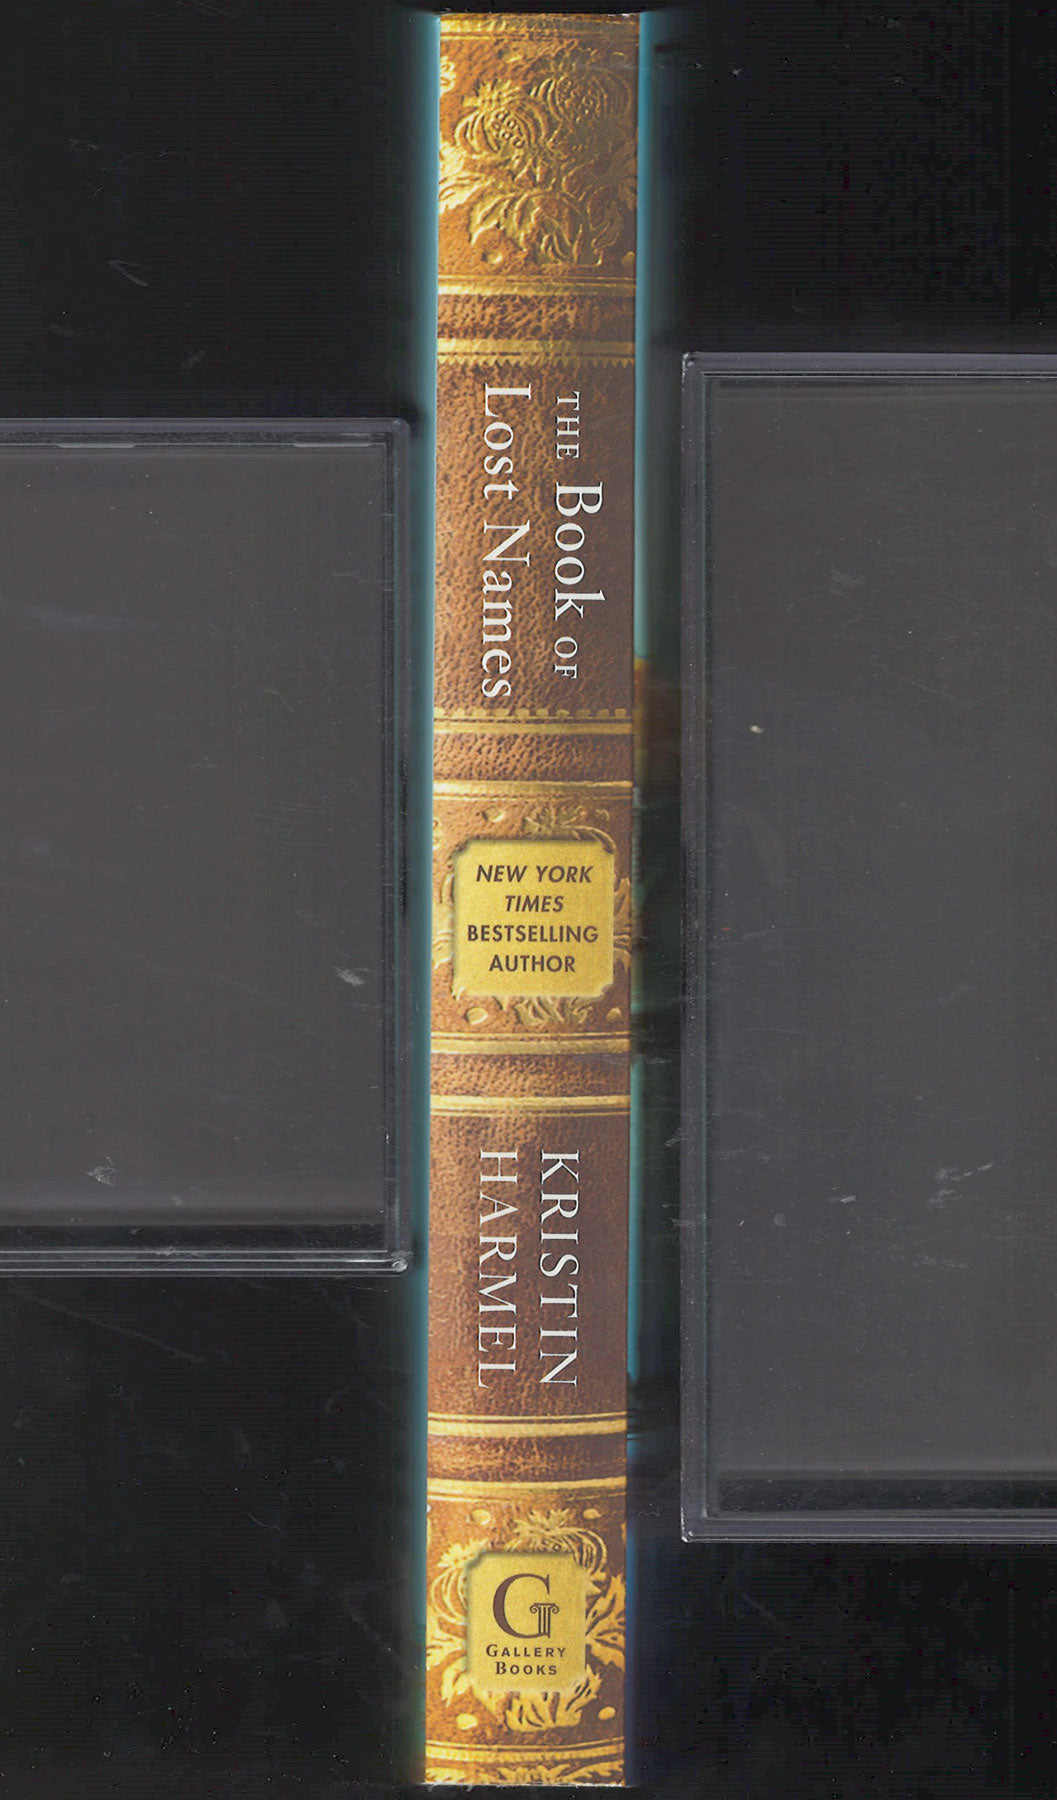 THE BOOK OF
LOST NAMES
NEW YORK
TIMES
BESTSELLING
AUTHOR
KRISTIN
HARMEL
G
GALLERY
BOOKS